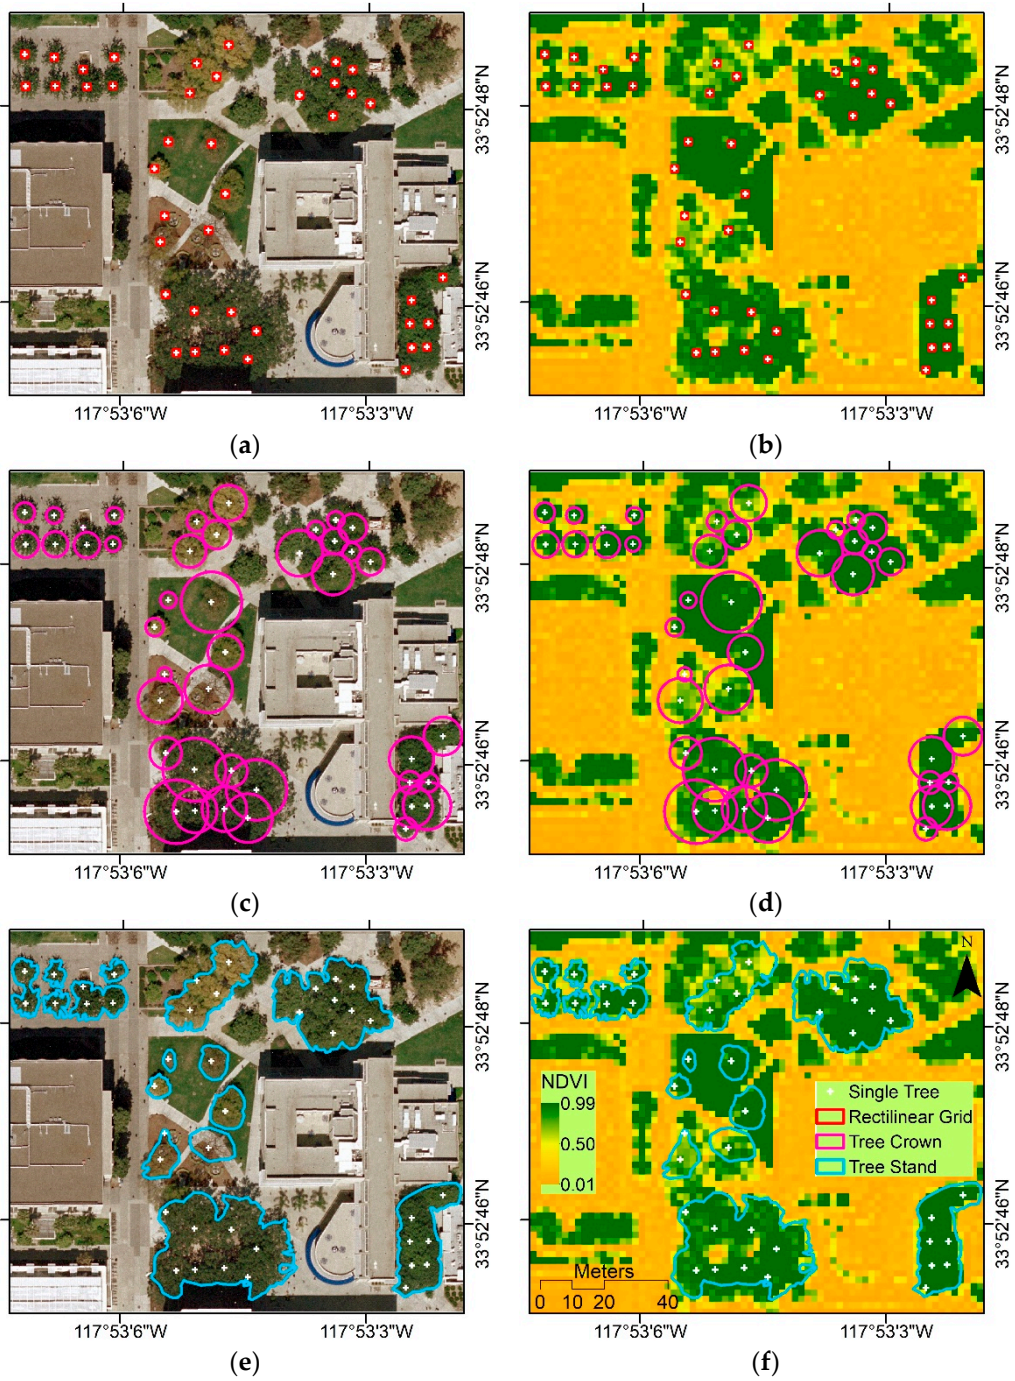 33°52'48"N
33°52'46"N
117°53'6"W 117°53'3"W
(a)
33°52'48"N
33°52'46"N
117°53'6"W 117°53'3"W
(b)
33°52'48"N
33°52'46"N
117°53'6"W 117°53'3"W
(c)
33°52'48"N
33°52'46"N
117°53'6"W 117°53'3"W
(d)
33°52'48"N
33°52'46"N
117°53'6"W 117°53'3"W
(e)
N
33°52'48"N
33°52'46"N
NDVI
0.99
0.50
0.01
Single Tree
Rectilinear Grid
Tree Crown
Tree Stand
Meters
0 10 20 40
117°53'6"W 117°53'3"W
(f)